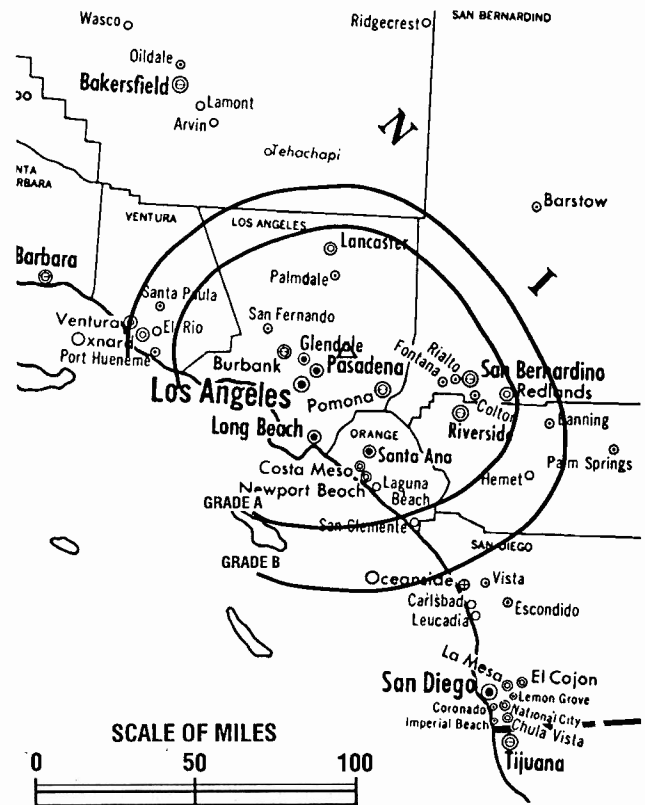 Wasco
Ridgecrest
SAN BERNARDINO
Oildale
Bakersfield
DO
Lamont
Arvin
N
Tehachapi
NTA
RBARA
Barstow
VENTURA
LOS ANGELES
Lancaster
Barbara
I
Palmdale
Santa Paula
San Fernando
Ventura
El Rio
Oxnard
Port Hueneme
Glendale
Burbank
Pasadena
Rialto
Fontana
San Bernardino
Los Angeles
Pomona
Redlands
Colton
Long Beach
ORANGE
Riverside
Banning
Santa Ana
Palm Springs
Costa Mesa
Hemet
Newport Beach
Laguna
Beach
GRADE A
San Clemente
SAN DIEGO
GRADE B
Oceanside
Vista
Carlsbad
Escondido
Leucadia
La Mesa
El Cajon
San Diego
Lemon Grove
Coronado
National City
Imperial Beach
Chula Vista
Tijuana
SCALE OF MILES
0 50 100